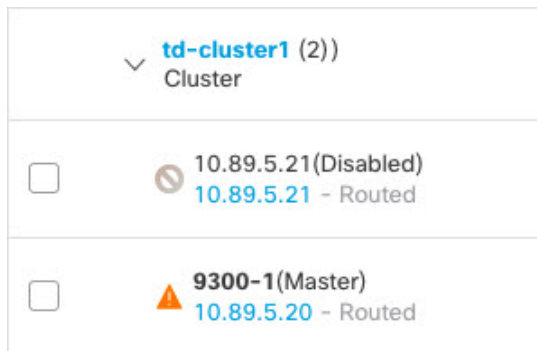 td-cluster1 (2))
Cluster
10.89.5.21(Disabled)
10.89.5.21 - Routed
9300-1(Master)
10.89.5.20 - Routed